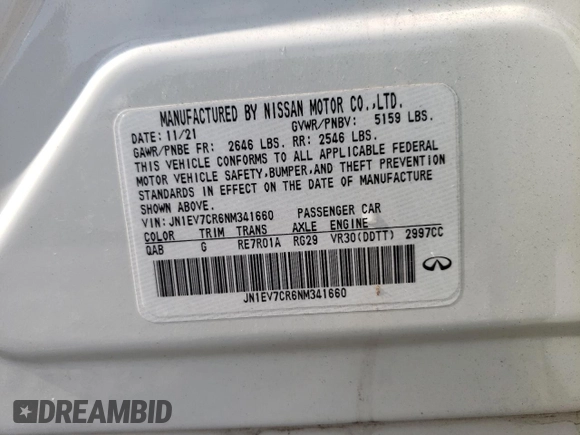 MANUFACTURED BY NISSAN MOTOR CO.,LTD.
DATE: 11/21 GVWR/PNBV: 5159 LBS.
GAWR/PNBE FR: 2646 LBS. RR: 2546 LBS.
THIS VEHICLE CONFORMS TO ALL APPLICABLE FEDERAL
MOTOR VEHICLE SAFETY,BUMPER,AND THEFT PREVENTION
STANDARDS IN EFFECT ON THE DATE OF MANUFACTURE
SHOWN ABOVE.
VIN: JN1EV7CR6NM341660 PASSENGER CAR
COLOR TRIM TRANS AXLE ENGINE
QAB G RE7R01A RG29 VR30(DDTT) 2997CC
JN1EV7CR6NM341660
DREAMBID